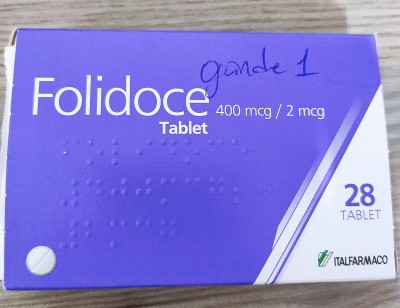 günde 1
Folidoce 400 mcg / 2 mcg
Tablet
28
TABLET
ITALFARMACO